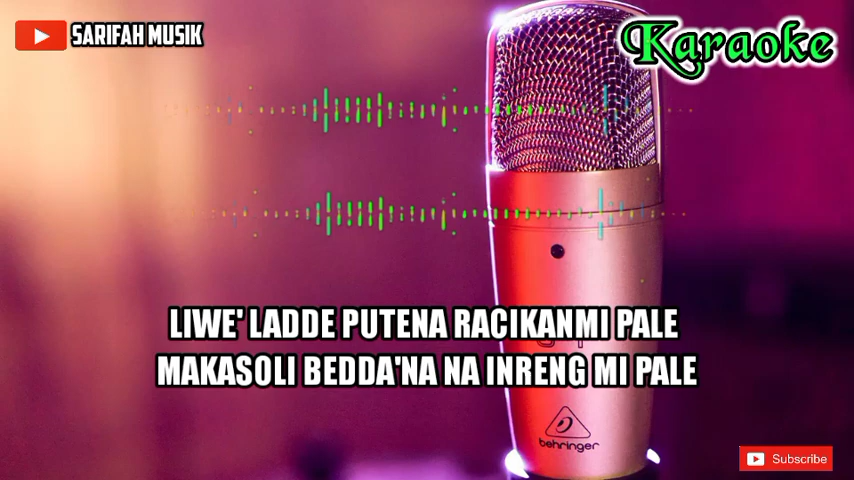 SARIFAH MUSIK
Karaoke
LIWE' LADDE PUTENA RACIKANMI PALE
MAKASOLI BEDDA'NA NA INRENG MI PALE
behringer
Subscribe